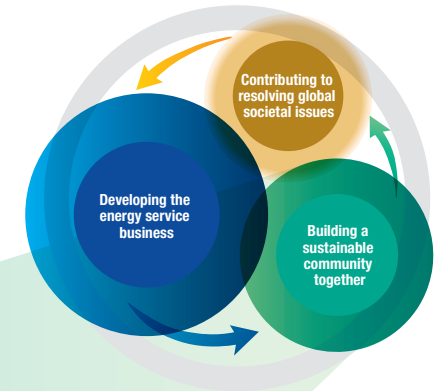 Contributing to
resolving global
societal issues
Developing the
energy service
business
Building a
sustainable
community
together